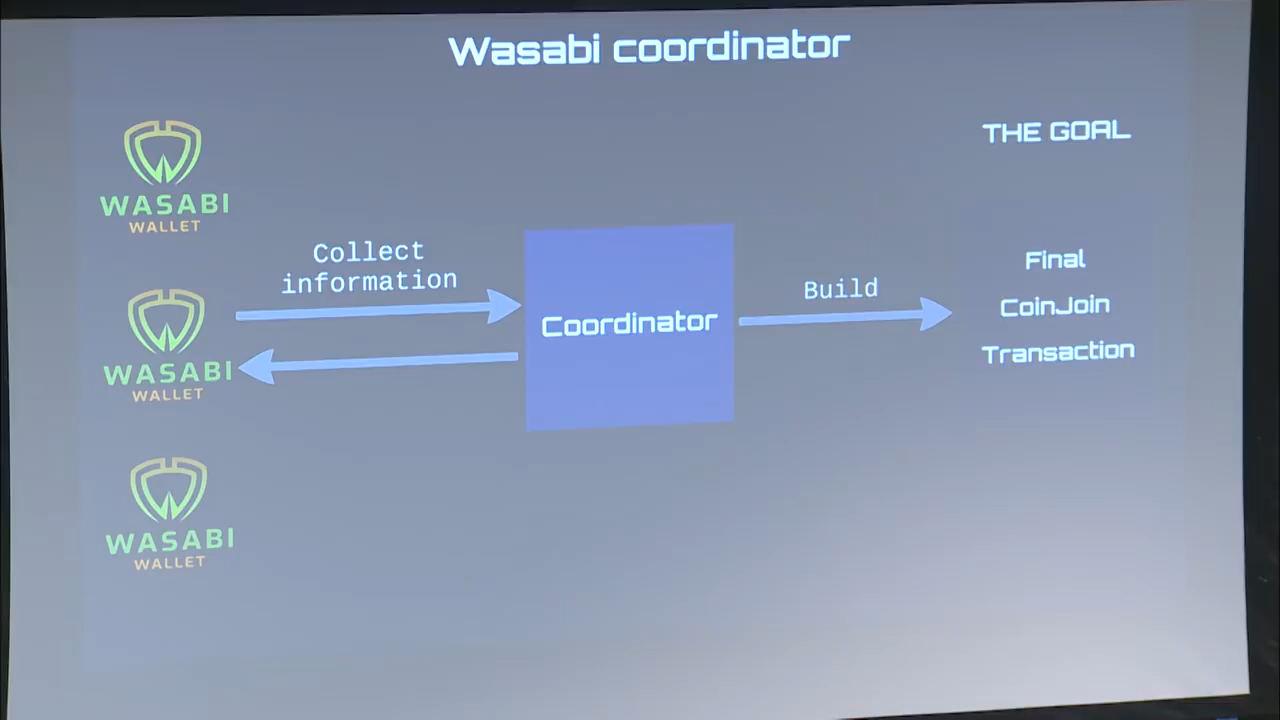 Wasabi coordinator
THE GOAL
WASABI
WALLET
Collect
information
WASABI
WALLET
Coordinator
Build
Final
CoinJoin
Transaction
WASABI
WALLET